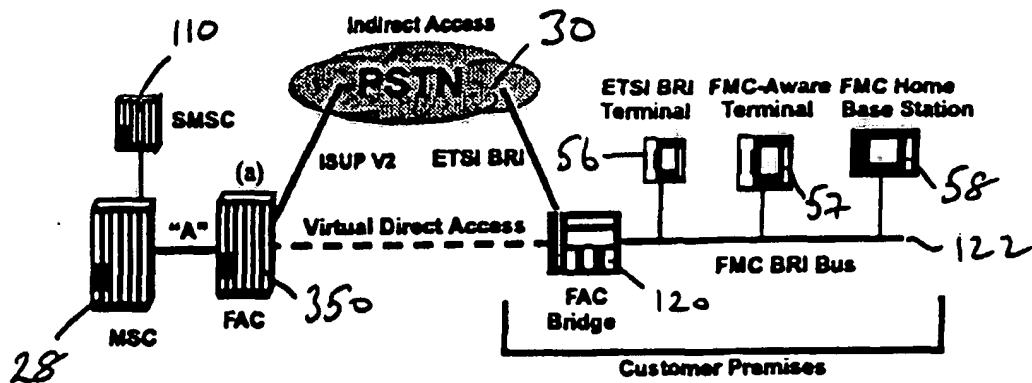 110
Indirect Access
30
PSTN
ETSI BRI
Terminal
FMC-Aware
Terminal
FMC Home
Base Station
SMSC
56
57
58
(a)
ISUP V2
ETSI BRI
"A"
Virtual Direct Access
122
FMC BRI Bus
28
MSC
FAC
350
FAC
Bridge
120
Customer Premises